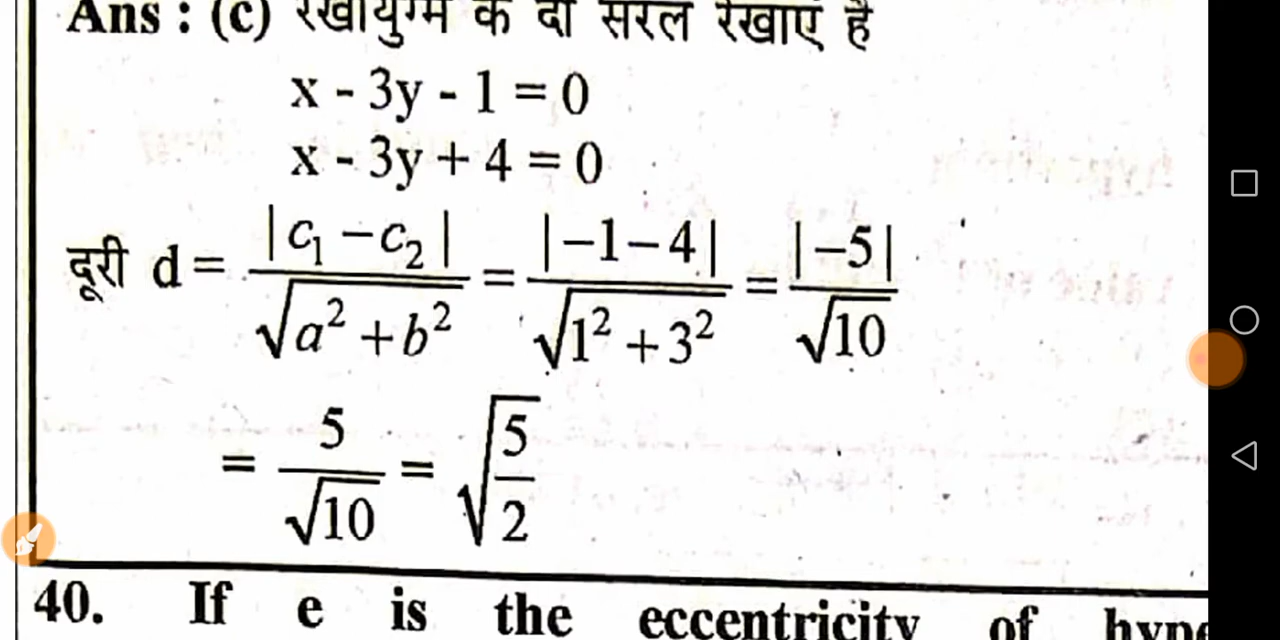 Ans : (c) रेखायुग्म के दो सरल रेखाएं हैं
x - 3y - 1 = 0
x - 3y + 4 = 0
दूरी d = |c₁ - c₂| / √(a² + b²) = |-1 - 4| / √(1² + 3²) = |-5| / √10
= 5 / √10 = √(5/2)
40. If e is the eccentricity of